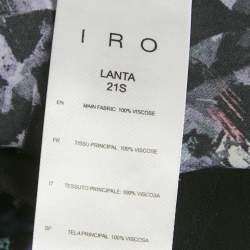 IRO
LANTA
21S
EN MAIN FABRIC: 100% VISCOSE
FR TISSU PRINCIPAL: 100% VISCOSE
IT TESSUTO PRINCIPALE: 100% VISCOSA
SP TELA PRINCIPAL: 100% VISCOSA